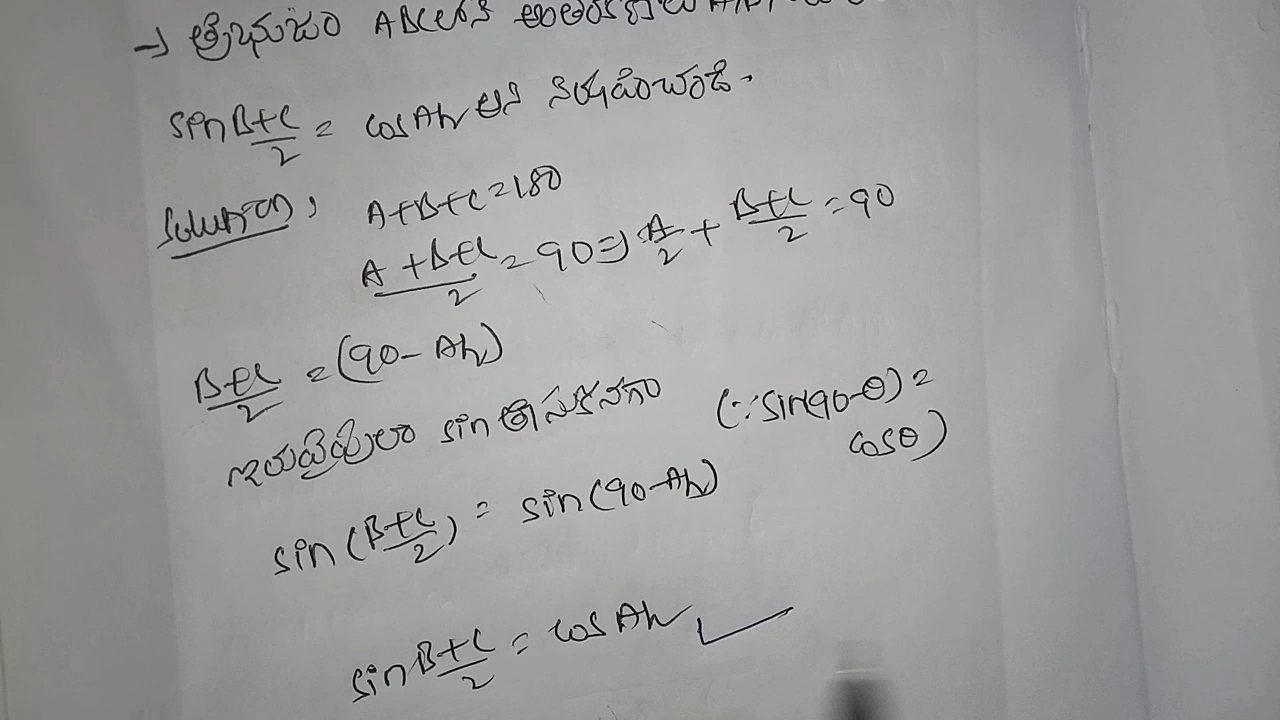 → త్రిభుజం ABC లోని
sin B+C/2 = cos A/2 అని నిరూపించండి.
Solution, A+B+C=180
A+B+C/2 = 90 => A/2 + B+C/2 = 90
B+C/2 = (90-A/2)
ఇరువైపులా sin తీసుకొనగా (∵ sin(90-θ) =
cosθ)
sin(B+C/2) = sin(90-A/2)
sin B+C/2 = cos A/2 ✓